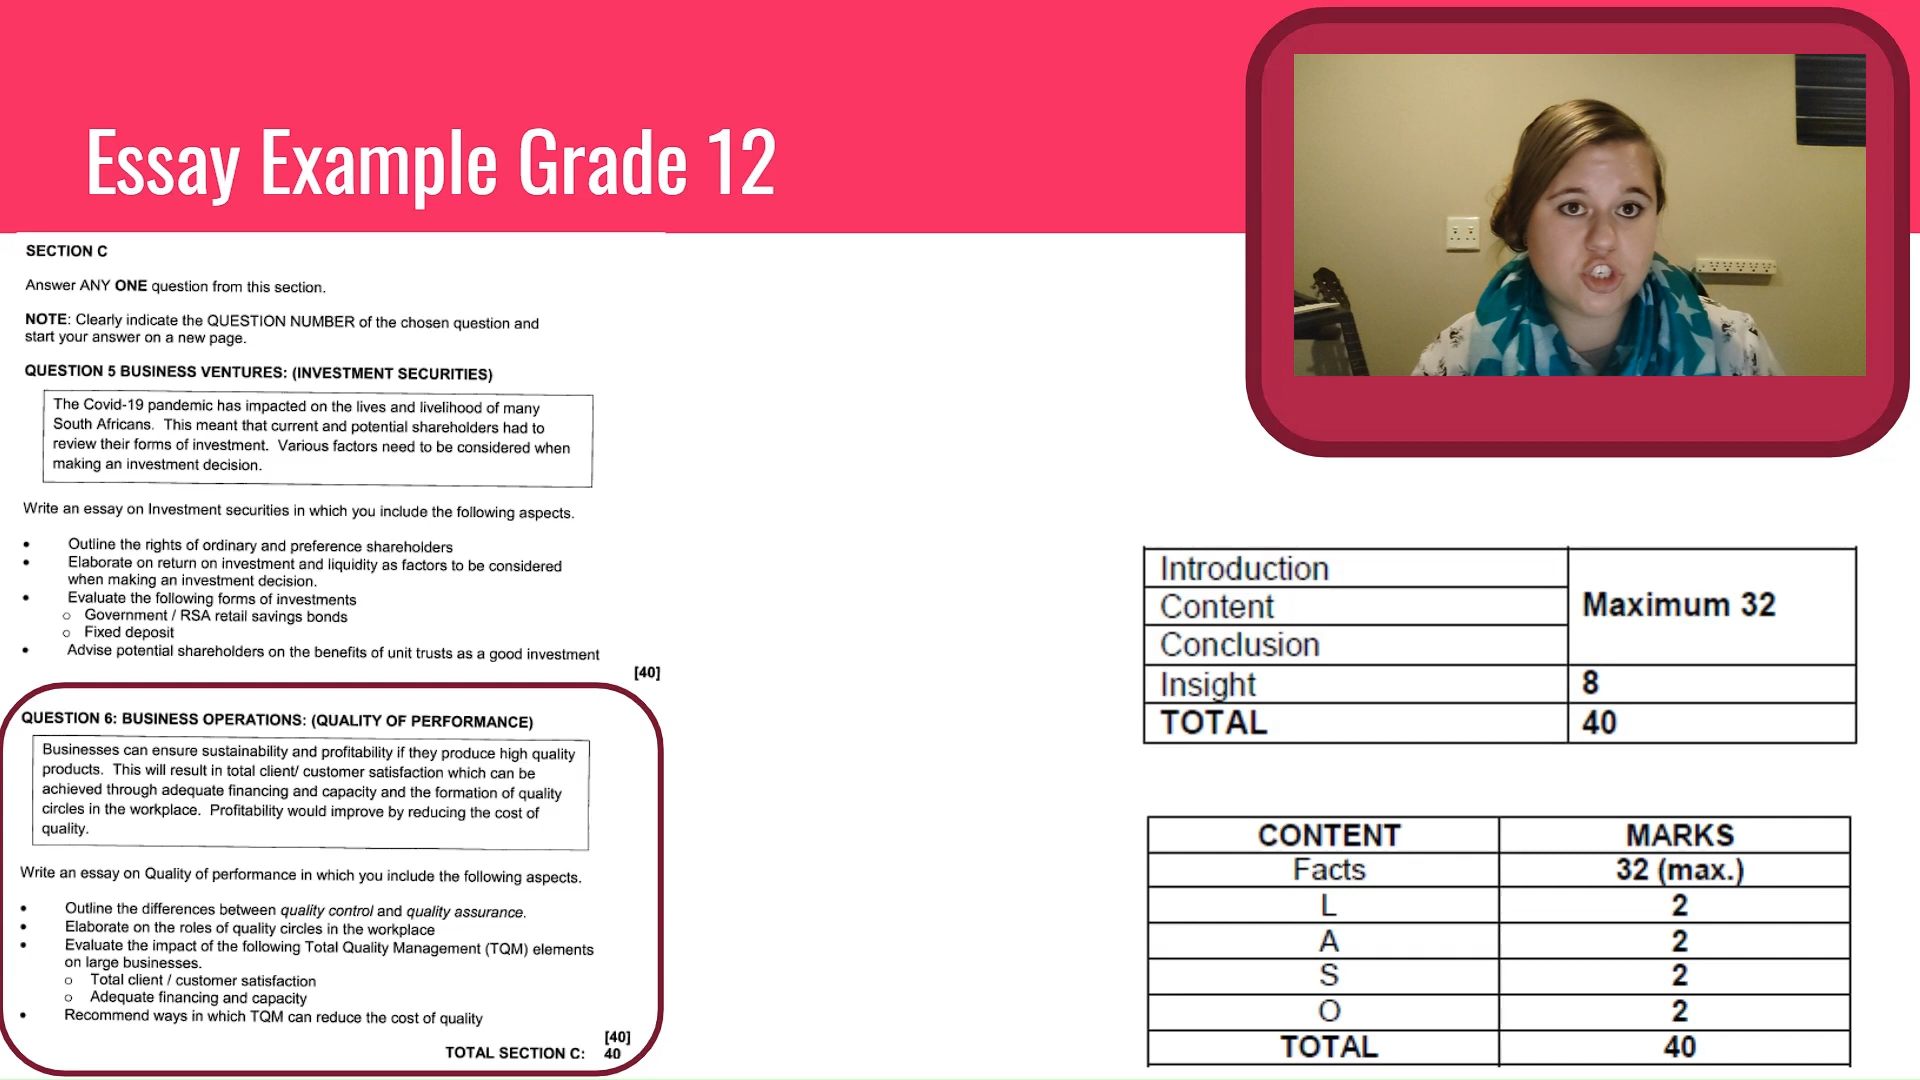 Essay Example Grade 12
SECTION C
Answer ANY ONE question from this section.
NOTE: Clearly indicate the QUESTION NUMBER of the chosen question and
start your answer on a new page.
QUESTION 5 BUSINESS VENTURES: (INVESTMENT SECURITIES)
The Covid-19 pandemic has impacted on the lives and livelihood of many
South Africans. This meant that current and potential shareholders had to
review their forms of investment. Various factors need to be considered when
making an investment decision.
Write an essay on Investment securities in which you include the following aspects.
• Outline the rights of ordinary and preference shareholders
• Elaborate on return on investment and liquidity as factors to be considered
when making an investment decision.
• Evaluate the following forms of investments
o Government / RSA retail savings bonds
o Fixed deposit
• Advise potential shareholders on the benefits of unit trusts as a good investment
[40]
QUESTION 6: BUSINESS OPERATIONS: (QUALITY OF PERFORMANCE)
Businesses can ensure sustainability and profitability if they produce high quality
products. This will result in total client/ customer satisfaction which can be
achieved through adequate financing and capacity and the formation of quality
circles in the workplace. Profitability would improve by reducing the cost of
quality.
Write an essay on Quality of performance in which you include the following aspects.
• Outline the differences between quality control and quality assurance.
• Elaborate on the roles of quality circles in the workplace
• Evaluate the impact of the following Total Quality Management (TQM) elements
on large businesses.
o Total client / customer satisfaction
o Adequate financing and capacity
• Recommend ways in which TQM can reduce the cost of quality
[40]
TOTAL SECTION C: 40
Introduction
Content
Conclusion
Maximum 32
Insight 8
TOTAL 40
CONTENT MARKS
Facts 32 (max.)
L 2
A 2
S 2
O 2
TOTAL 40